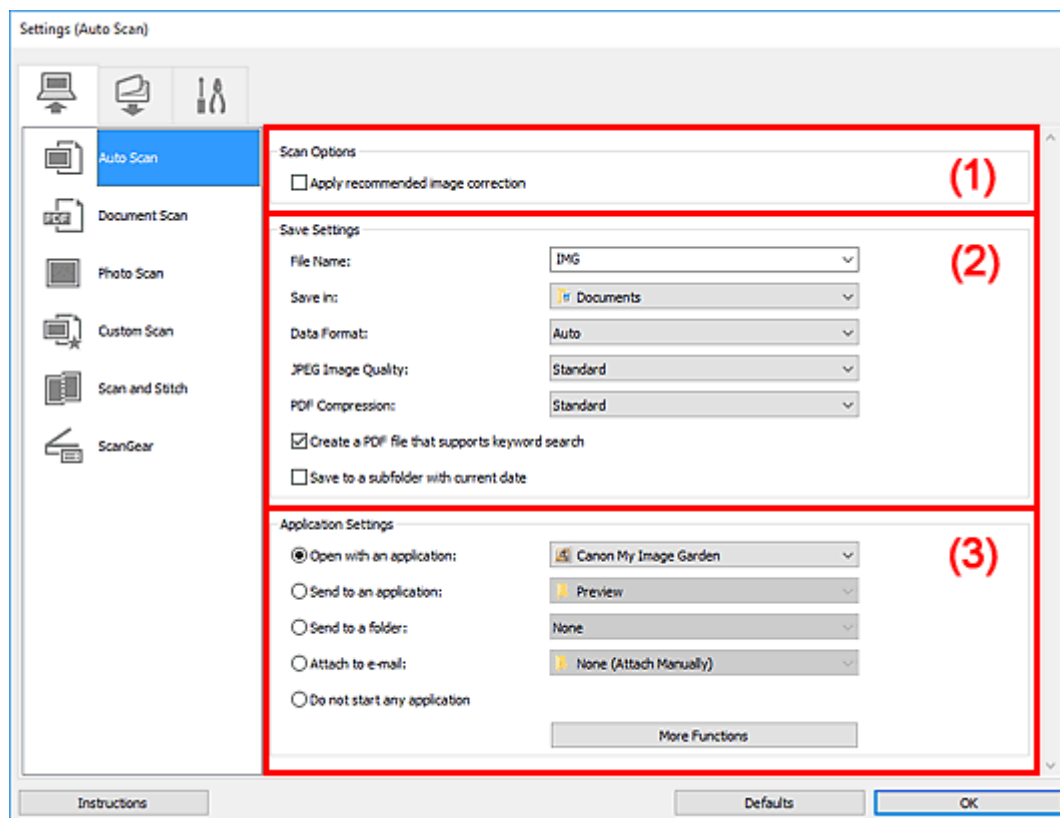 Settings (Auto Scan)
Auto Scan
Document Scan
Photo Scan
Custom Scan
Scan and Stitch
ScanGear
Scan Options
Apply recommended image correction
(1)
Save Settings
(2)
File Name: IMG
Save in: Documents
Data Format: Auto
JPEG Image Quality: Standard
PDF Compression: Standard
Create a PDF file that supports keyword search
Save to a subfolder with current date
Application Settings
(3)
Open with an application: Canon My Image Garden
Send to an application: Preview
Send to a folder: None
Attach to e-mail: None (Attach Manually)
Do not start any application
More Functions
Instructions Defaults OK